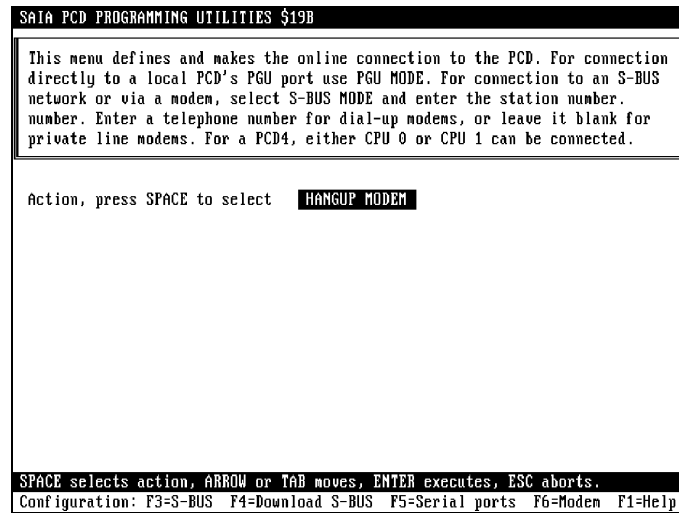 SAIA PCD PROGRAMMING UTILITIES $19B
This menu defines and makes the online connection to the PCD. For connection
directly to a local PCD's PGU port use PGU MODE. For connection to an S-BUS
network or via a modem, select S-BUS MODE and enter the station number.
number. Enter a telephone number for dial-up modems, or leave it blank for
private line modems. For a PCD4, either CPU 0 or CPU 1 can be connected.
Action, press SPACE to select HANGUP MODEM
SPACE selects action, ARROW or TAB moves, ENTER executes, ESC aborts.
Configuration: F3=S-BUS F4=Download S-BUS F5=Serial ports F6=Modem F1=Help